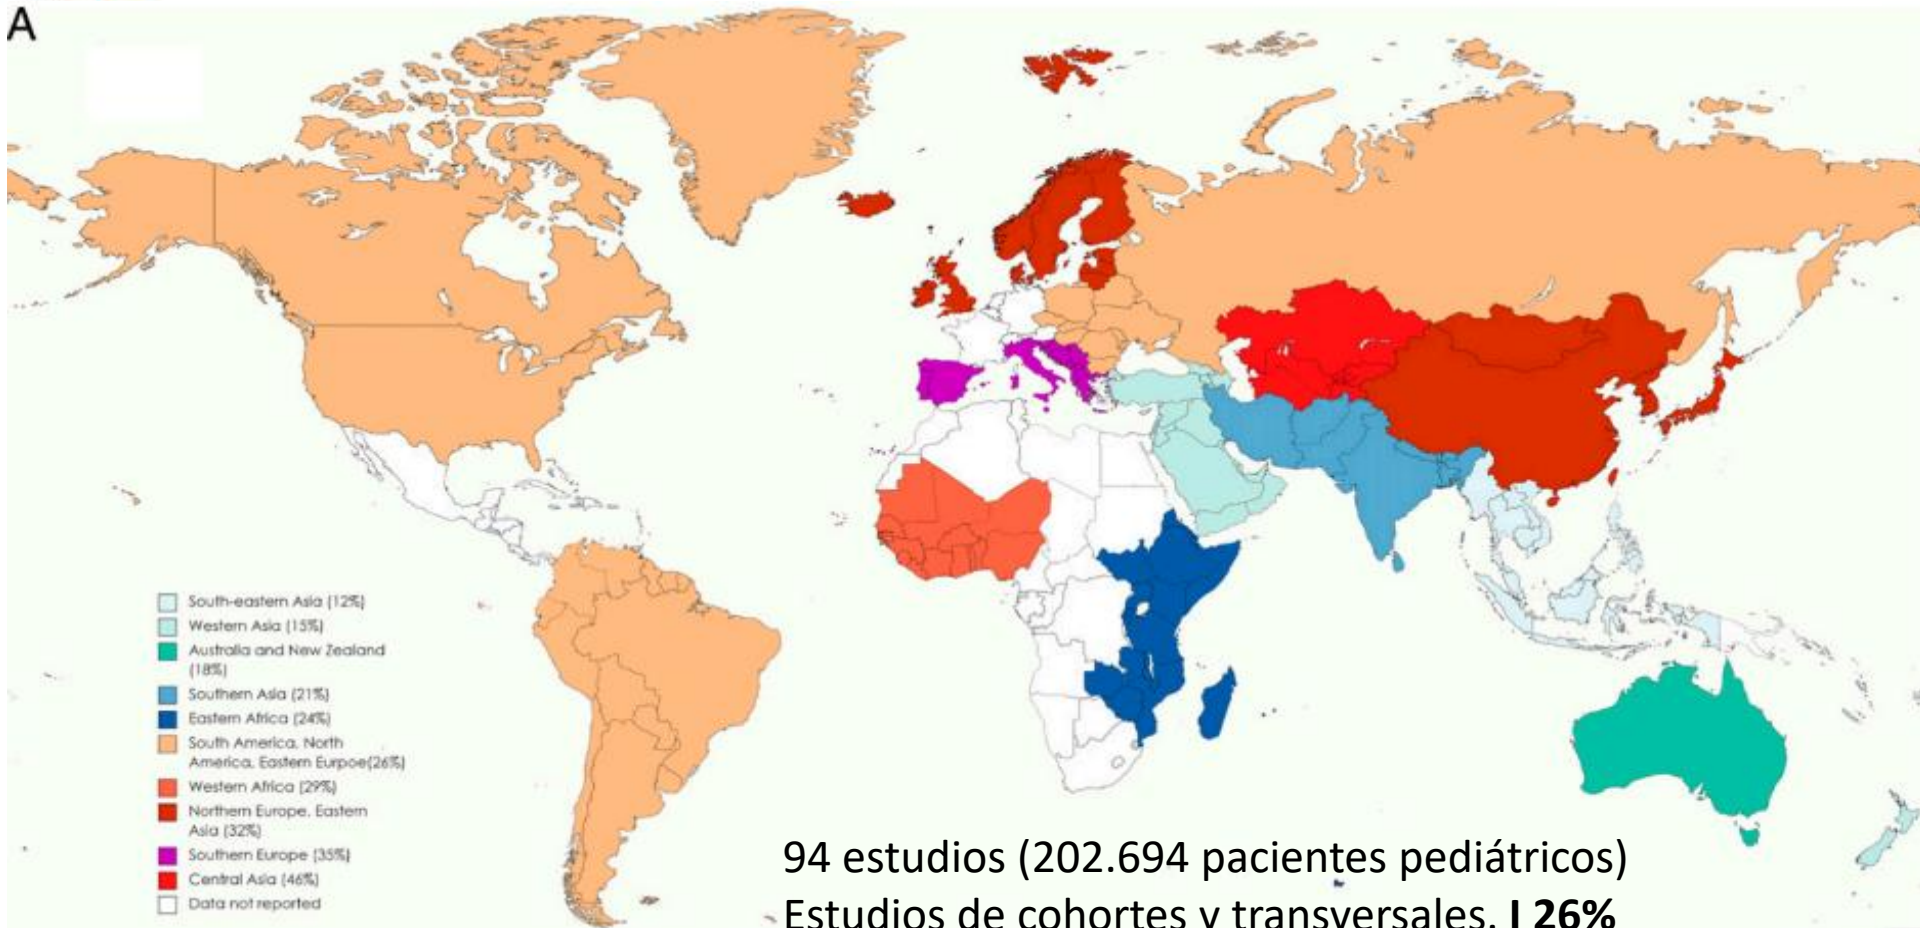 A
South-eastern Asia (12%)
Western Asia (15%)
Australia and New Zealand
(18%)
Southern Asia (21%)
Eastern Africa (24%)
South America, North
America, Eastern Eurpoe(26%)
Western Africa (29%)
Northern Europe, Eastern
Asia (32%)
Southern Europe (35%)
Central Asia (46%)
Data not reported
94 estudios (202.694 pacientes pediátricos)
Estudios de cohortes y transversales. I 26%